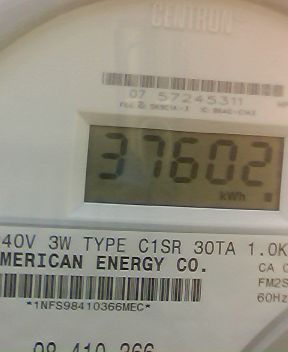 CENTRON
07 57245311
37602
kWh
40V 3W TYPE C1SR 30TA 1.0K
MERICAN ENERGY CO.
CA
FM2S
60Hz
*1NFS98410366MEC*
98 410 366